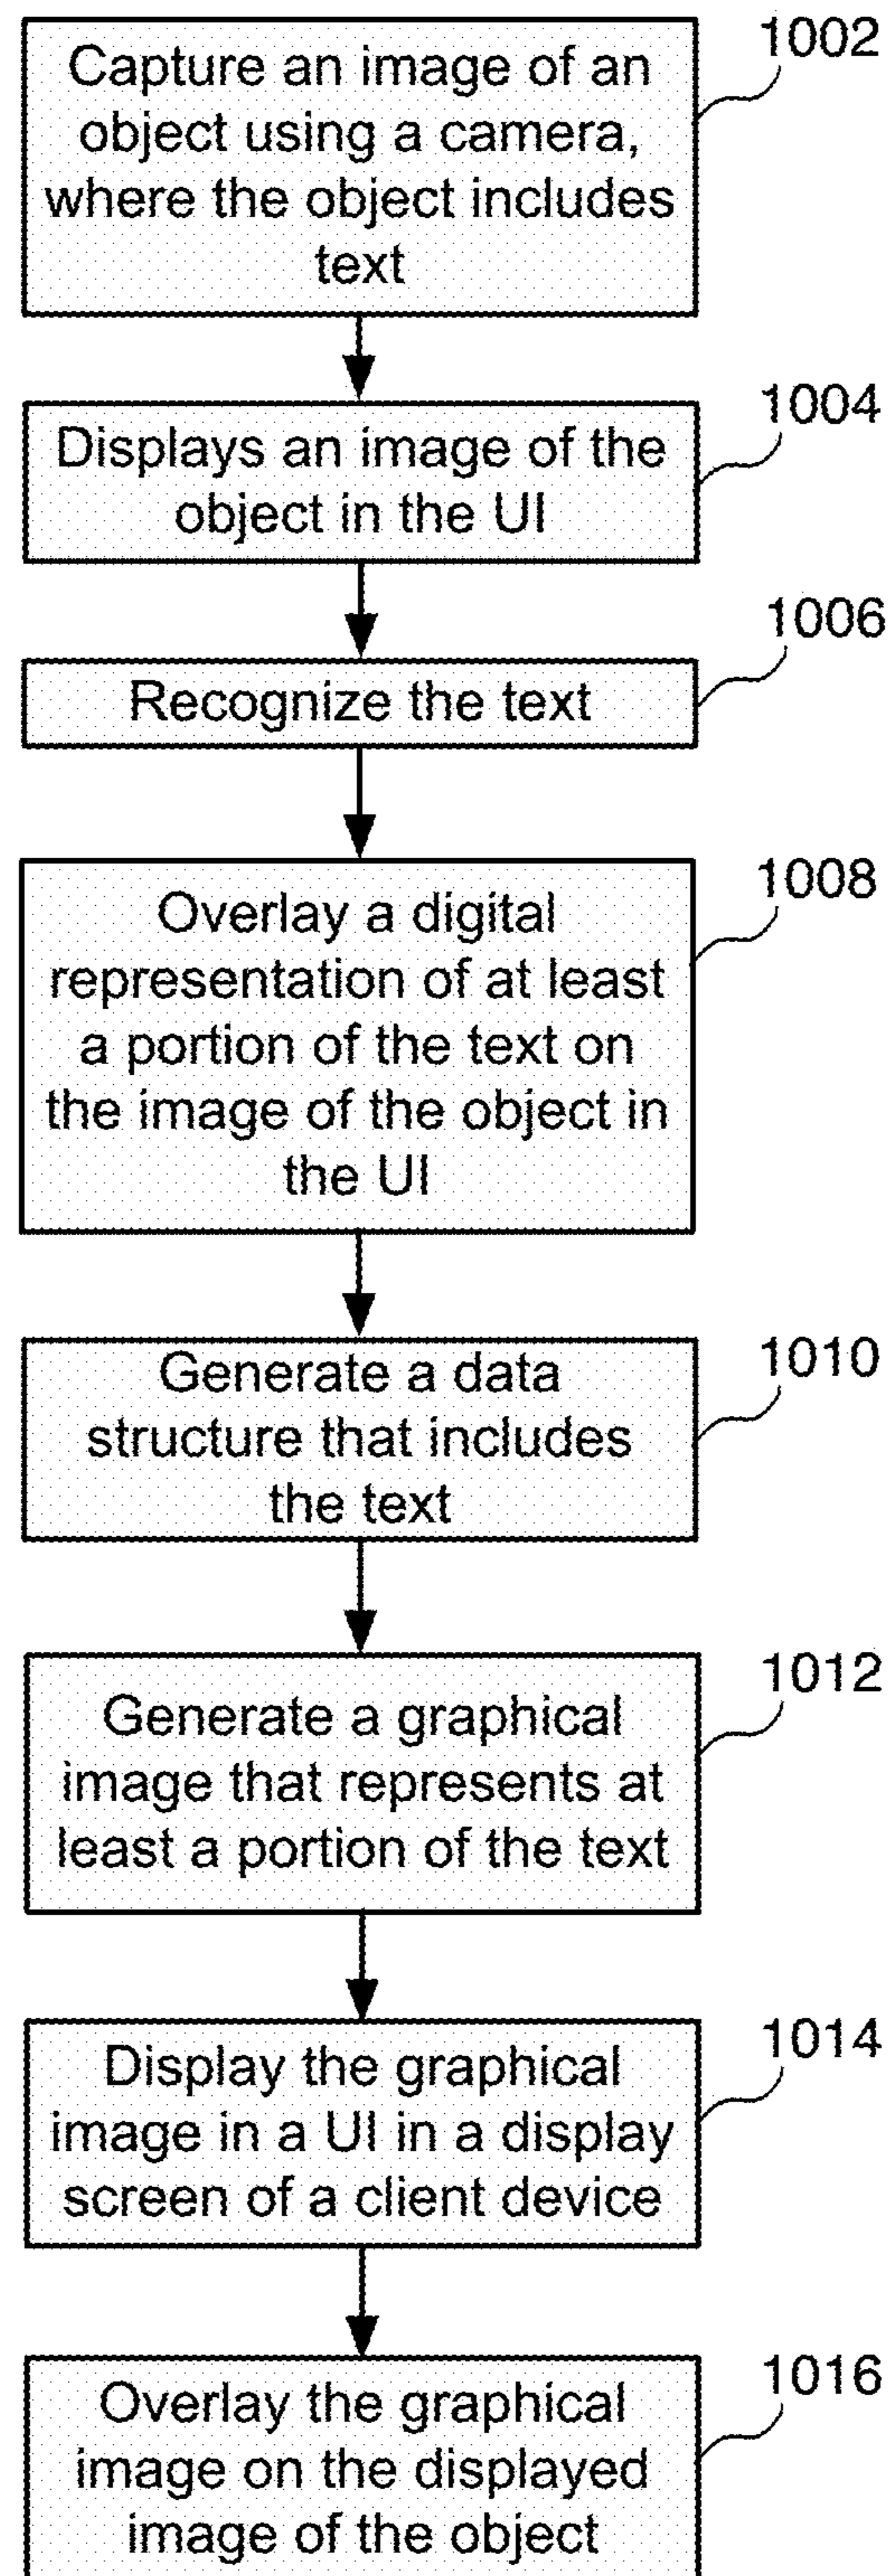 1002
Capture an image of an
object using a camera,
where the object includes
text
1004
Displays an image of the
object in the UI
1006
Recognize the text
1008
Overlay a digital
representation of at least
a portion of the text on
the image of the object in
the UI
1010
Generate a data
structure that includes
the text
1012
Generate a graphical
image that represents at
least a portion of the text
1014
Display the graphical
image in a UI in a display
screen of a client device
1016
Overlay the graphical
image on the displayed
image of the object